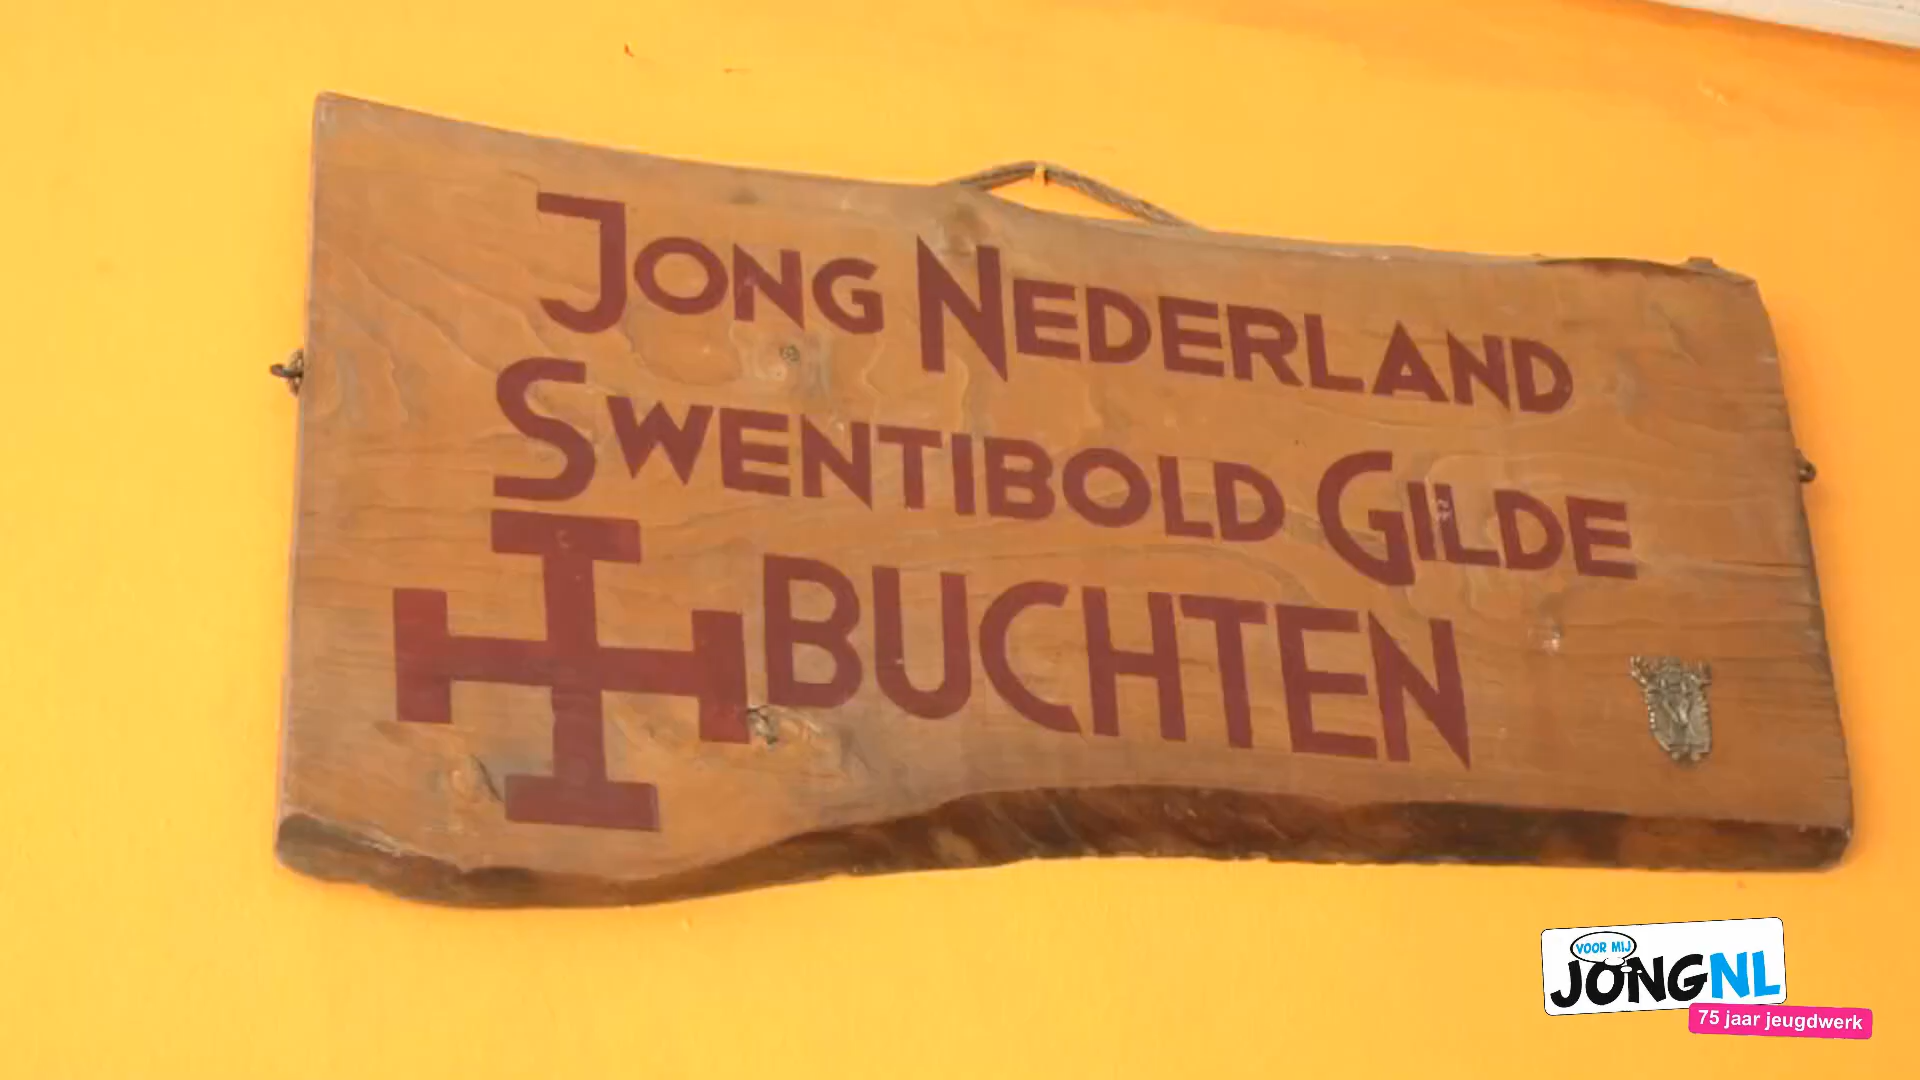 JONG NEDERLAND
SWENTIBOLD GILDE
BUCHTEN
VOOR MIJ
JONGNL
75 jaar jeugdwerk